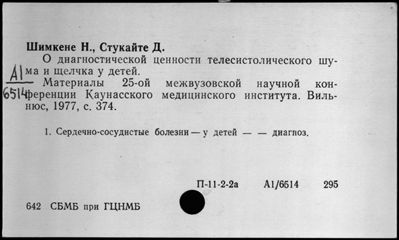 Шимкене Н., Стукайте Д.
О диагностической ценности телесистолического шу-
ма и щелчка у детей.
А1
6514
Материалы 25-ой межвузовской научной кон-
ференции Каунасского медицинского института. Виль-
нюс, 1977, с. 374.
1. Сердечно-сосудистые болезни — у детей — — диагноз.
П-11-2-2а А1/6514 295
642 СБМБ при ГЦНМБ